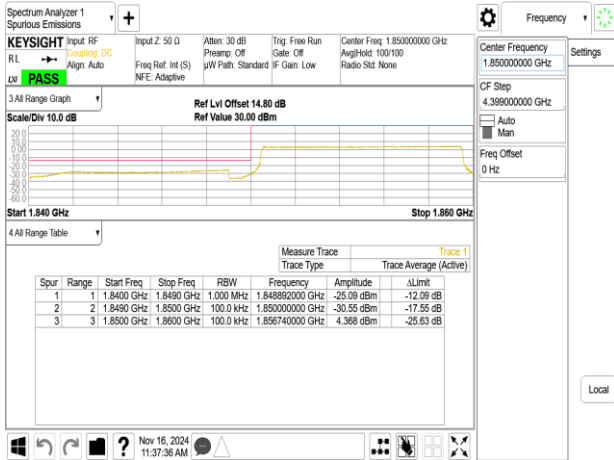 Spectrum Analyzer 1
Spurious Emissions
Frequency
KEYSIGHT
Input: RF
Input Z: 50 Ω
Atten: 30 dB
Trig: Free Run
Center Freq: 1.850000000 GHz
RL
Coupling: DC
Preamp: Off
Gate: Off
Avg|Hold: 100/100
Align: Auto
Freq Ref: Int (S)
µW Path: Standard
IF Gain: Low
Radio Std: None
NFE: Adaptive
LXI
PASS
Center Frequency
1.850000000 GHz
Settings
CF Step
4.399000000 GHz
Auto
Man
Freq Offset
0 Hz
3 All Range Graph
Ref Lvl Offset 14.80 dB
Scale/Div 10.0 dB
Ref Value 30.00 dBm
20.0
10.0
0.00
-10.0
-20.0
-30.0
-40.0
-50.0
-60.0
Start 1.840 GHz
Stop 1.860 GHz
4 All Range Table
Measure Trace Trace 1
Trace Type Trace Average (Active)
Spur Range Start Freq Stop Freq RBW Frequency Amplitude ΔLimit
1 1 1.8400 GHz 1.8490 GHz 1.000 MHz 1.848892000 GHz -25.09 dBm -12.09 dB
2 2 1.8490 GHz 1.8500 GHz 100.0 kHz 1.850000000 GHz -30.55 dBm -17.55 dB
3 3 1.8500 GHz 1.8600 GHz 100.0 kHz 1.856740000 GHz 4.368 dBm -25.63 dB
Local
?
Nov 16, 2024
11:37:36 AM